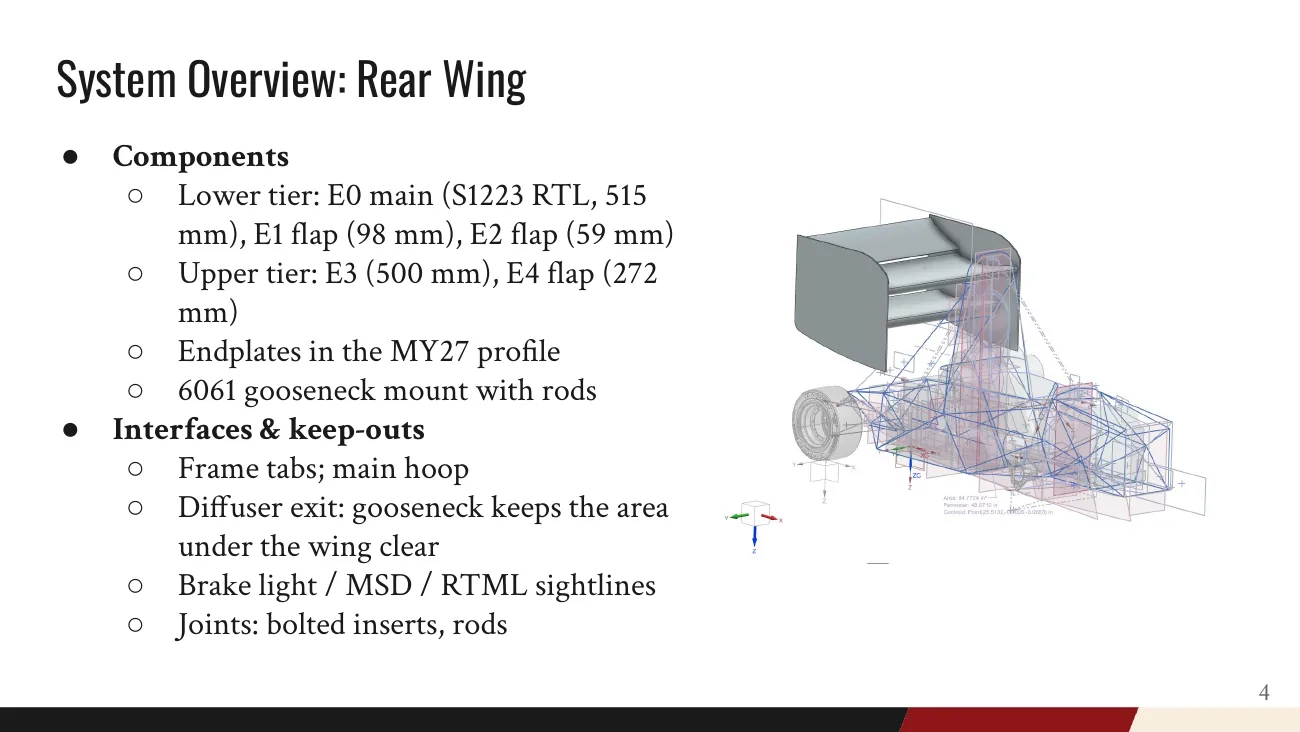 System Overview: Rear Wing
● Components
○ Lower tier: E0 main (S1223 RTL, 515
mm), E1 flap (98 mm), E2 flap (59 mm)
○ Upper tier: E3 (500 mm), E4 flap (272
mm)
○ Endplates in the MY27 profile
○ 6061 gooseneck mount with rods
● Interfaces & keep-outs
○ Frame tabs; main hoop
○ Diffuser exit: gooseneck keeps the area
under the wing clear
○ Brake light / MSD / RTML sightlines
○ Joints: bolted inserts, rods
Y
X
Z
XC
ZC
Z
Y
X
Z
4